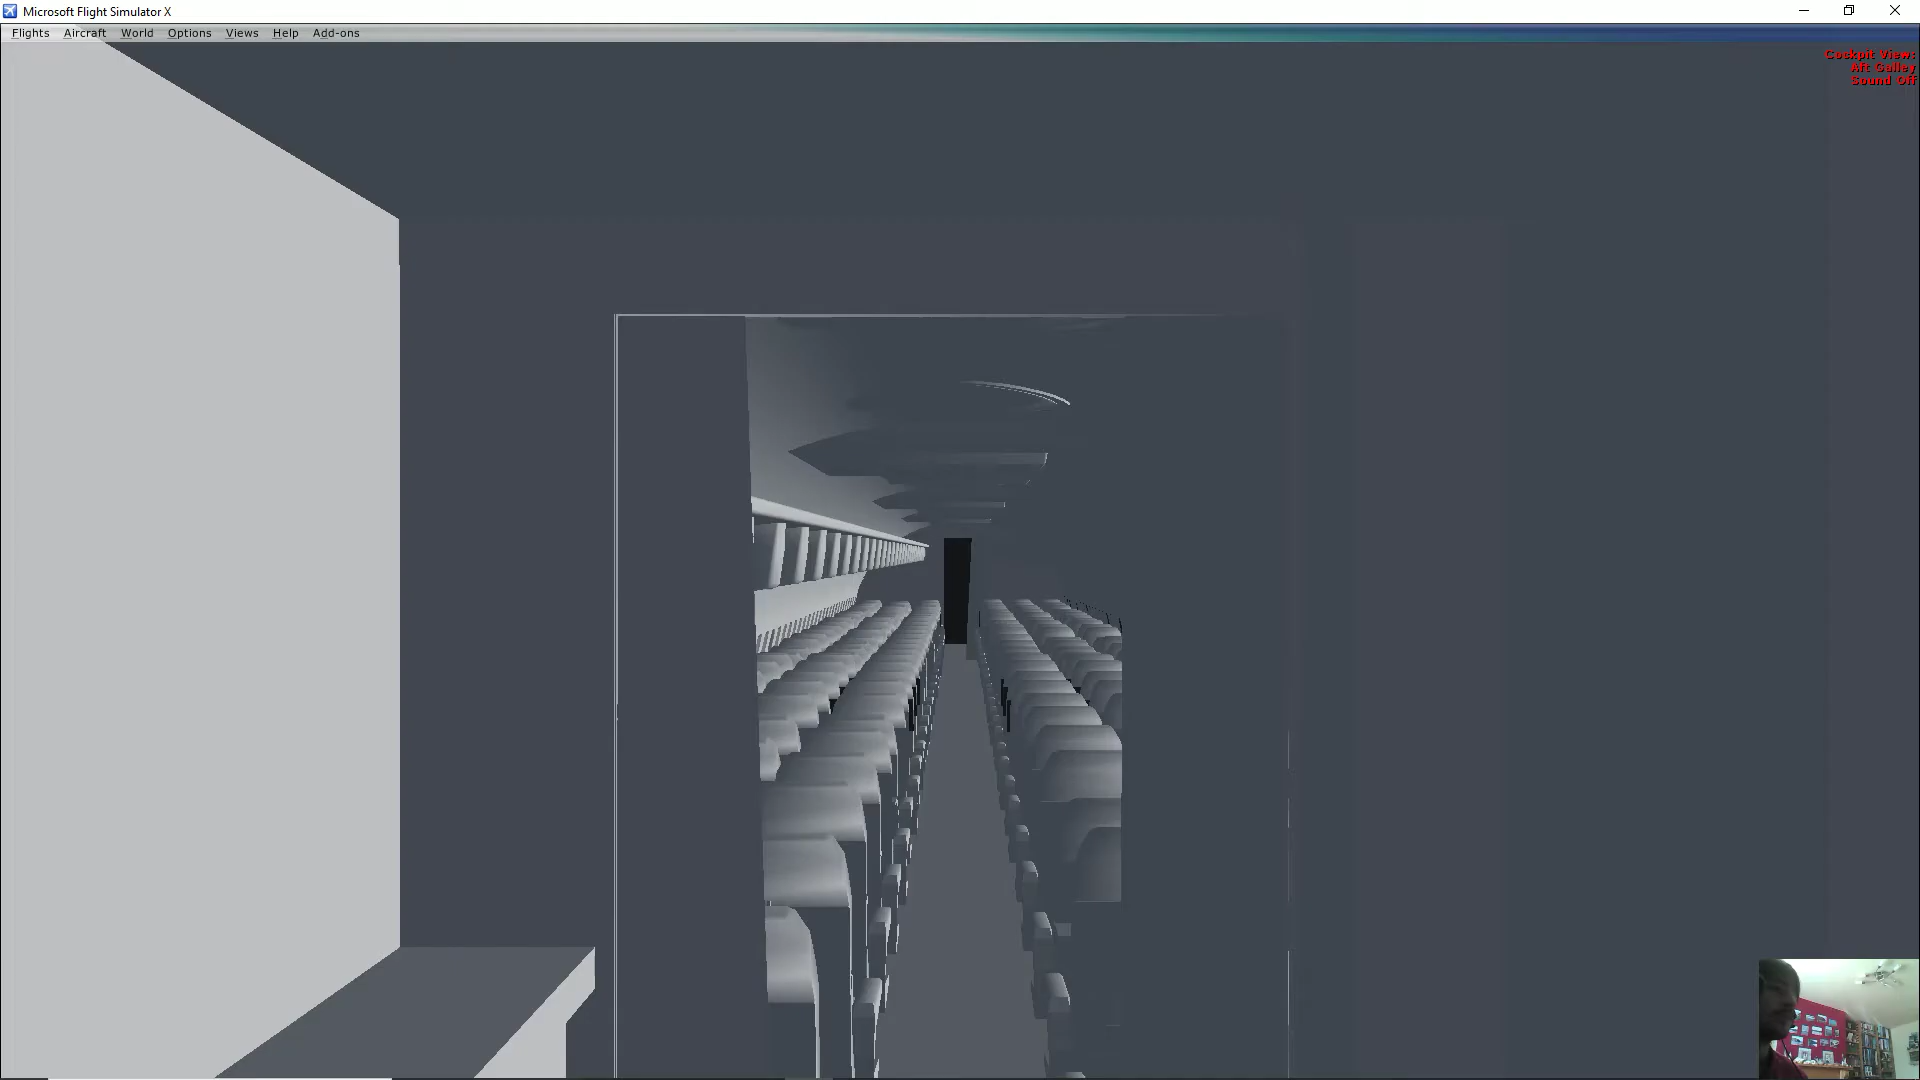 Microsoft Flight Simulator X
Flights Aircraft World Options Views Help Add-ons
Cockpit View:
Aft Galley
Sound Off